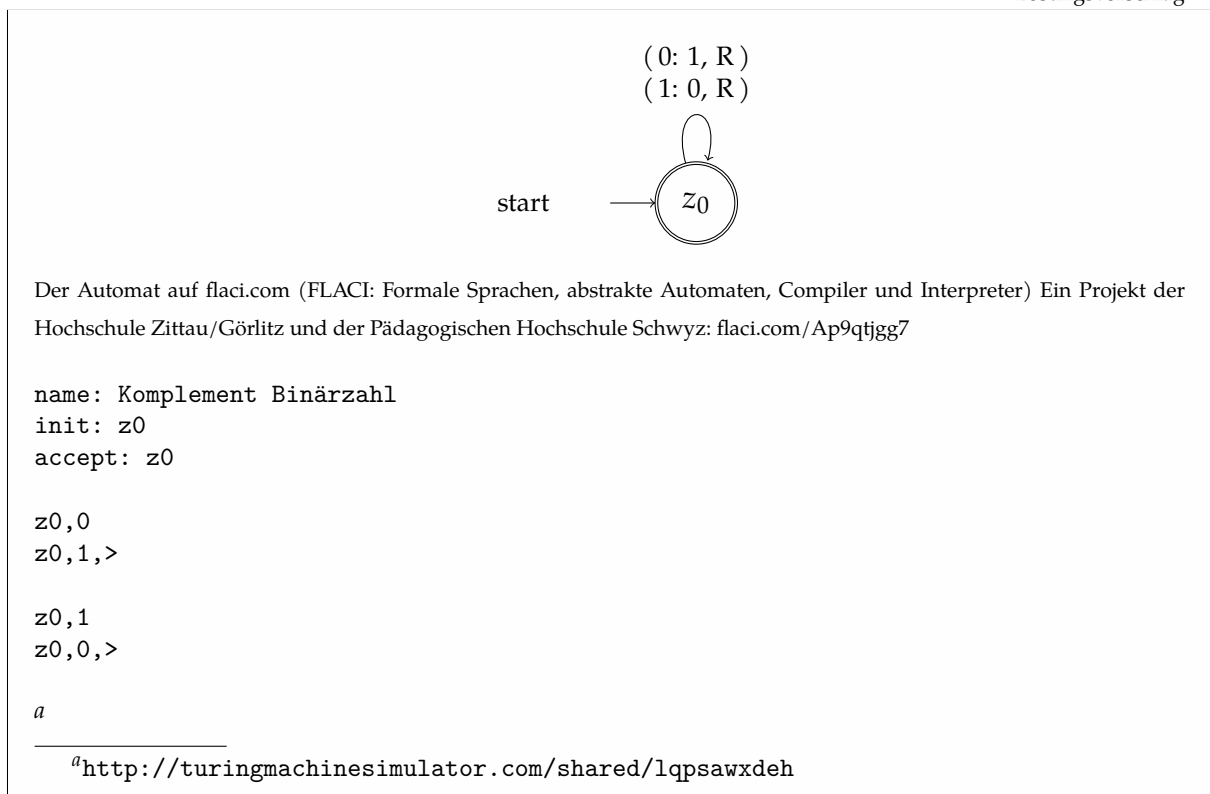 ( 0: 1, R )
( 1: 0, R )
start
z0
Der Automat auf flaci.com (FLACI: Formale Sprachen, abstrakte Automaten, Compiler und Interpreter) Ein Projekt der
Hochschule Zittau/Görlitz und der Pädagogischen Hochschule Schwyz: flaci.com/Ap9qtjgg7
name: Komplement Binärzahl
init: z0
accept: z0
z0,0
z0,1,>
z0,1
z0,0,>
a
ahttp://turingmachinesimulator.com/shared/lqpsawxdeh